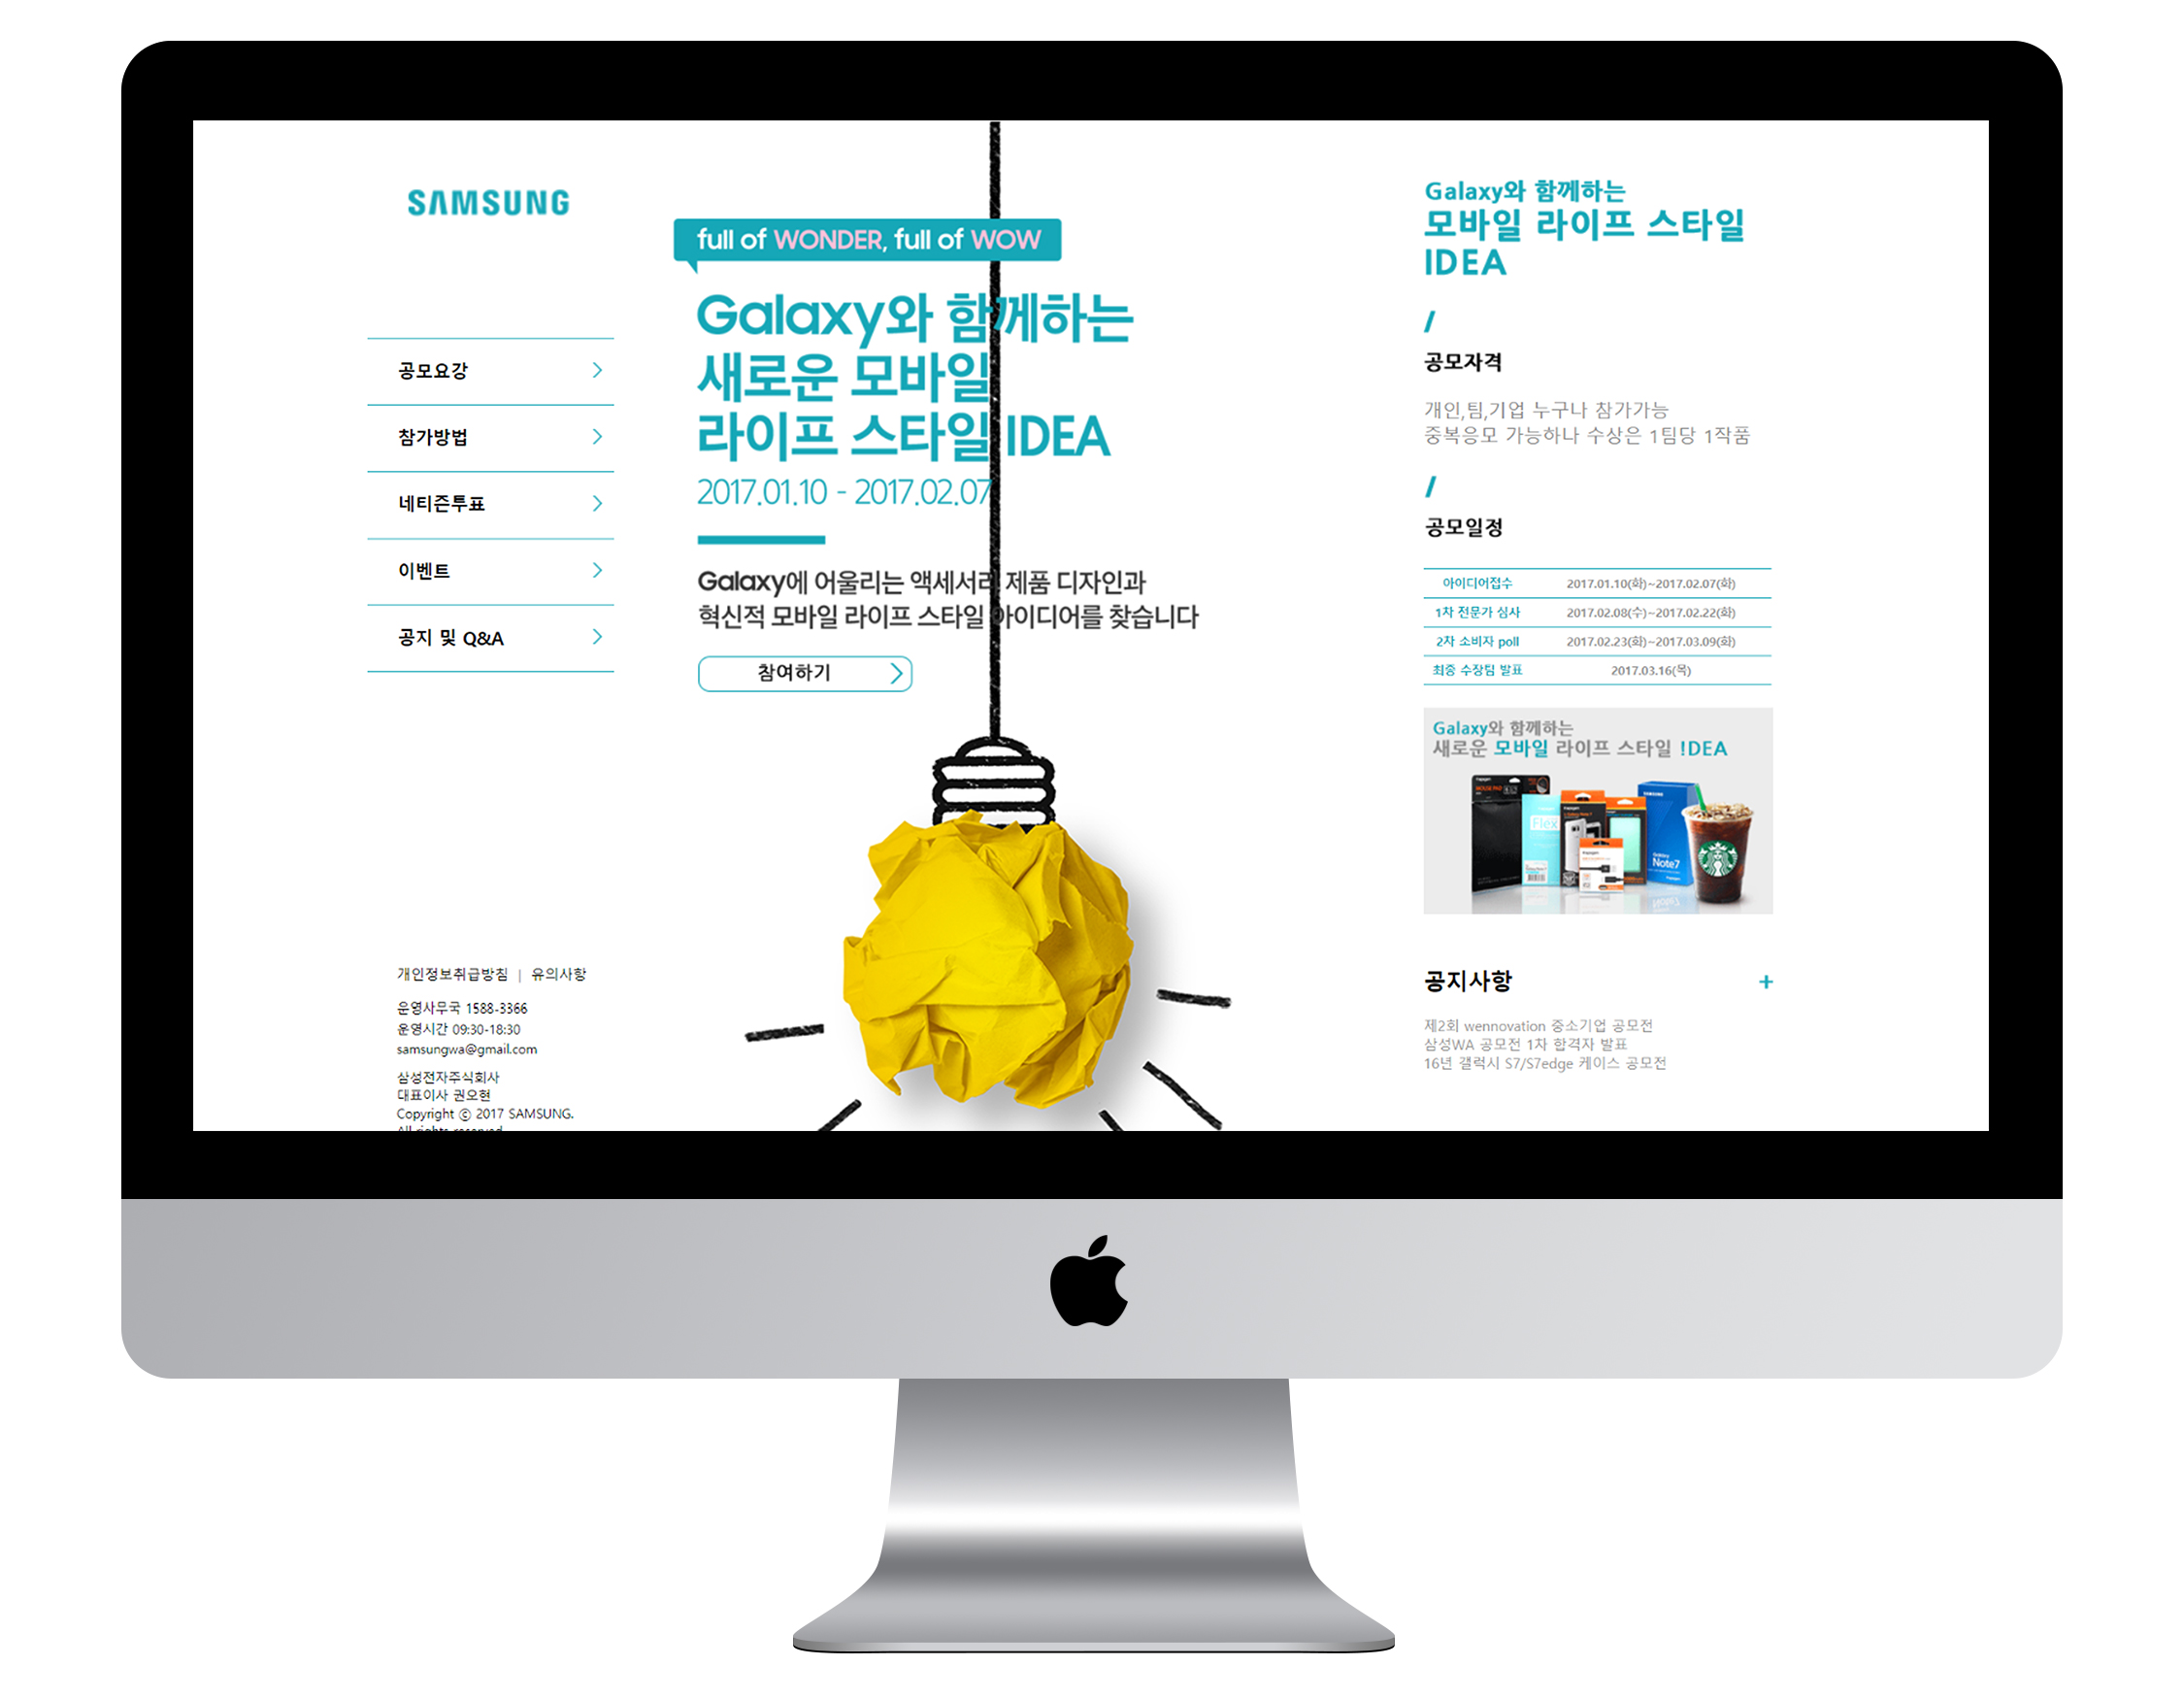 SAMSUNG
공모요강
참가방법
네티즌투표
이벤트
공지 및 Q&A
개인정보취급방침 | 유의사항
운영사무국 1588-3366
운영시간 09:30-18:30
samsungwa@gmail.com
삼성전자주식회사
대표이사 권오현
Copyright ⓒ 2017 SAMSUNG.
All rights reserved
full of WONDER, full of WOW
Galaxy와 함께하는
새로운 모바일
라이프 스타일 IDEA
2017.01.10 - 2017.02.07
Galaxy에 어울리는 액세서리 제품 디자인과
혁신적 모바일 라이프 스타일 아이디어를 찾습니다
참여하기
Galaxy와 함께하는
모바일 라이프 스타일
IDEA
/
공모자격
개인,팀,기업 누구나 참가가능
중복응모 가능하나 수상은 1팀당 1작품
/
공모일정
아이디어접수 2017.01.10(화)~2017.02.07(화)
1차 전문가 심사 2017.02.08(수)~2017.02.22(화)
2차 소비자 poll 2017.02.23(화)~2017.03.09(화)
최종 수장팀 발표 2017.03.16(목)
Galaxy와 함께하는
새로운 모바일 라이프 스타일 !DEA
MOUSE PAD
Flex
SAMSUNG
Note7
공지사항 +
제2회 wennovation 중소기업 공모전
삼성WA 공모전 1차 합격자 발표
16년 갤럭시 S7/S7edge 케이스 공모전